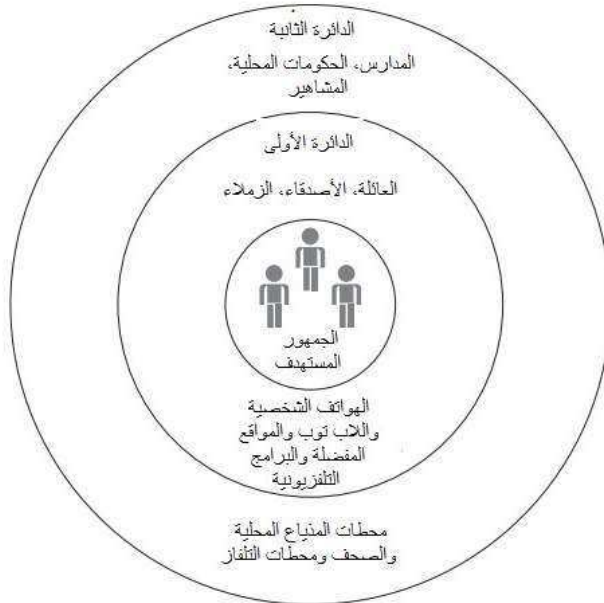 الدائرة الثانية
المدارس، الحكومات المحلية،
المشاهير
الدائرة الأولى
العائلة، الأصدقاء، الزملاء
الجمهور
المستهدف
الهواتف الشخصية
واللاب توب والمواقع
المفضلة والبرامج
التلفزيونية
محطات المذياع المحلية
والصحف ومحطات التلفاز